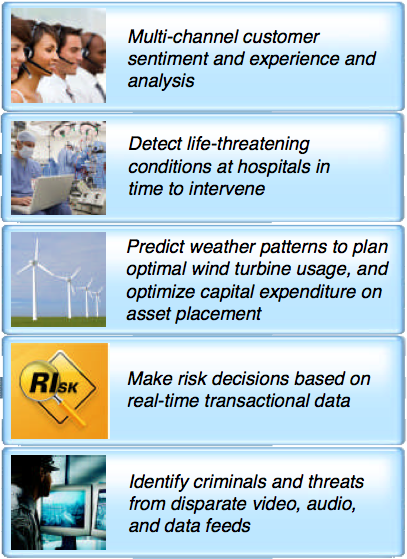 Multi-channel customer
sentiment and experience and
analysis
Detect life-threatening
conditions at hospitals in
time to intervene
Predict weather patterns to plan
optimal wind turbine usage, and
optimize capital expenditure on
asset placement
RISK
Make risk decisions based on
real-time transactional data
Identify criminals and threats
from disparate video, audio,
and data feeds